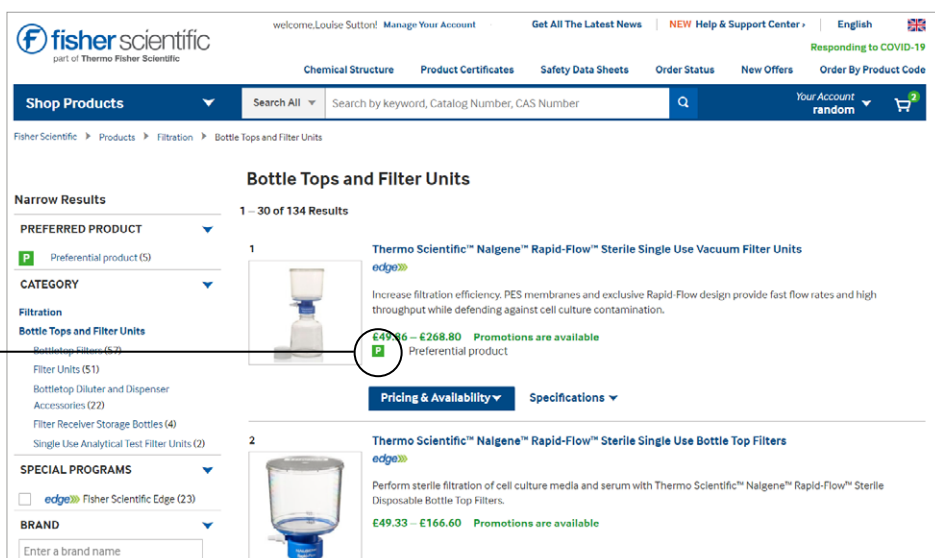 welcome,Louise Sutton! Manage Your Account
Get All The Latest News
NEW Help & Support Center ›
English
fisher scientific
part of Thermo Fisher Scientific
Responding to COVID-19
Chemical Structure
Product Certificates
Safety Data Sheets
Order Status
New Offers
Order By Product Code
Shop Products
Search All
Search by keyword, Catalog Number, CAS Number
Your Account
random
2
Fisher Scientific
Products
Filtration
Bottle Tops and Filter Units
Narrow Results
PREFERRED PRODUCT
P Preferential product (5)
CATEGORY
Filtration
Bottle Tops and Filter Units
Bottletop Filters (57)
Filter Units (51)
Bottletop Diluter and Dispenser
Accessories (22)
Filter Receiver Storage Bottles (4)
Single Use Analytical Test Filter Units (2)
SPECIAL PROGRAMS
edge Fisher Scientific Edge (23)
BRAND
Enter a brand name
Bottle Tops and Filter Units
1 – 30 of 134 Results
1
Thermo Scientific™ Nalgene™ Rapid-Flow™ Sterile Single Use Vacuum Filter Units
edge
Increase filtration efficiency. PES membranes and exclusive Rapid-Flow design provide fast flow rates and high
throughput while defending against cell culture contamination.
£49.86 – £268.80 Promotions are available
P Preferential product
Pricing & Availability
Specifications
2
Thermo Scientific™ Nalgene™ Rapid-Flow™ Sterile Single Use Bottle Top Filters
edge
Perform sterile filtration of cell culture media and serum with Thermo Scientific™ Nalgene™ Rapid-Flow™ Sterile
Disposable Bottle Top Filters.
£49.33 – £166.60 Promotions are available